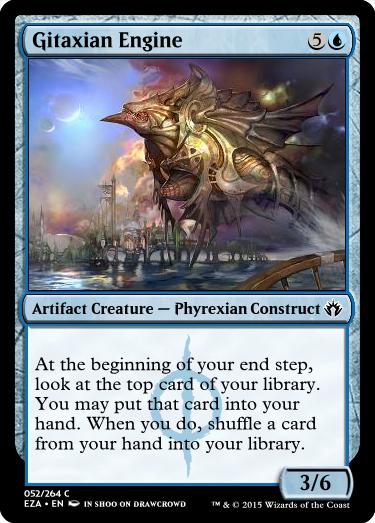 Gitaxian Engine 5
Artifact Creature — Phyrexian Construct
At the beginning of your end step,
look at the top card of your library.
You may put that card into your
hand. When you do, shuffle a card
from your hand into your library.
3/6
052/264 C
EZA • EN IN SHOO ON DRAWCROWD
™ & © 2015 Wizards of the Coast